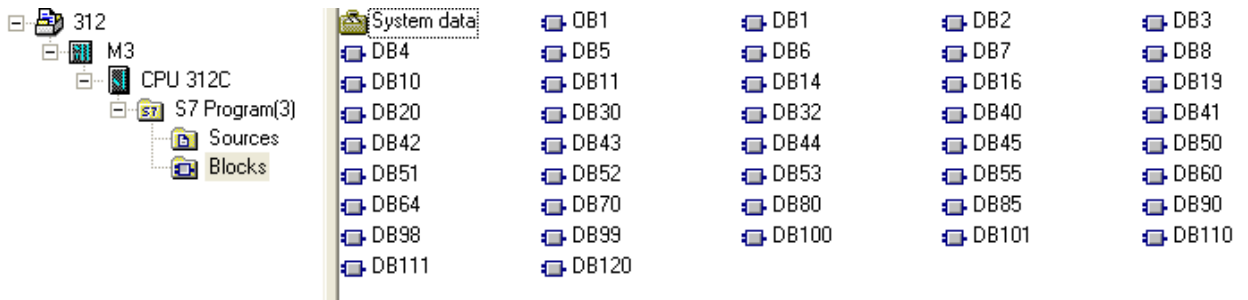 312
M3
CPU 312C
S7 Program(3)
Sources
Blocks
System data OB1 DB1 DB2 DB3
DB4 DB5 DB6 DB7 DB8
DB10 DB11 DB14 DB16 DB19
DB20 DB30 DB32 DB40 DB41
DB42 DB43 DB44 DB45 DB50
DB51 DB52 DB53 DB55 DB60
DB64 DB70 DB80 DB85 DB90
DB98 DB99 DB100 DB101 DB110
DB111 DB120